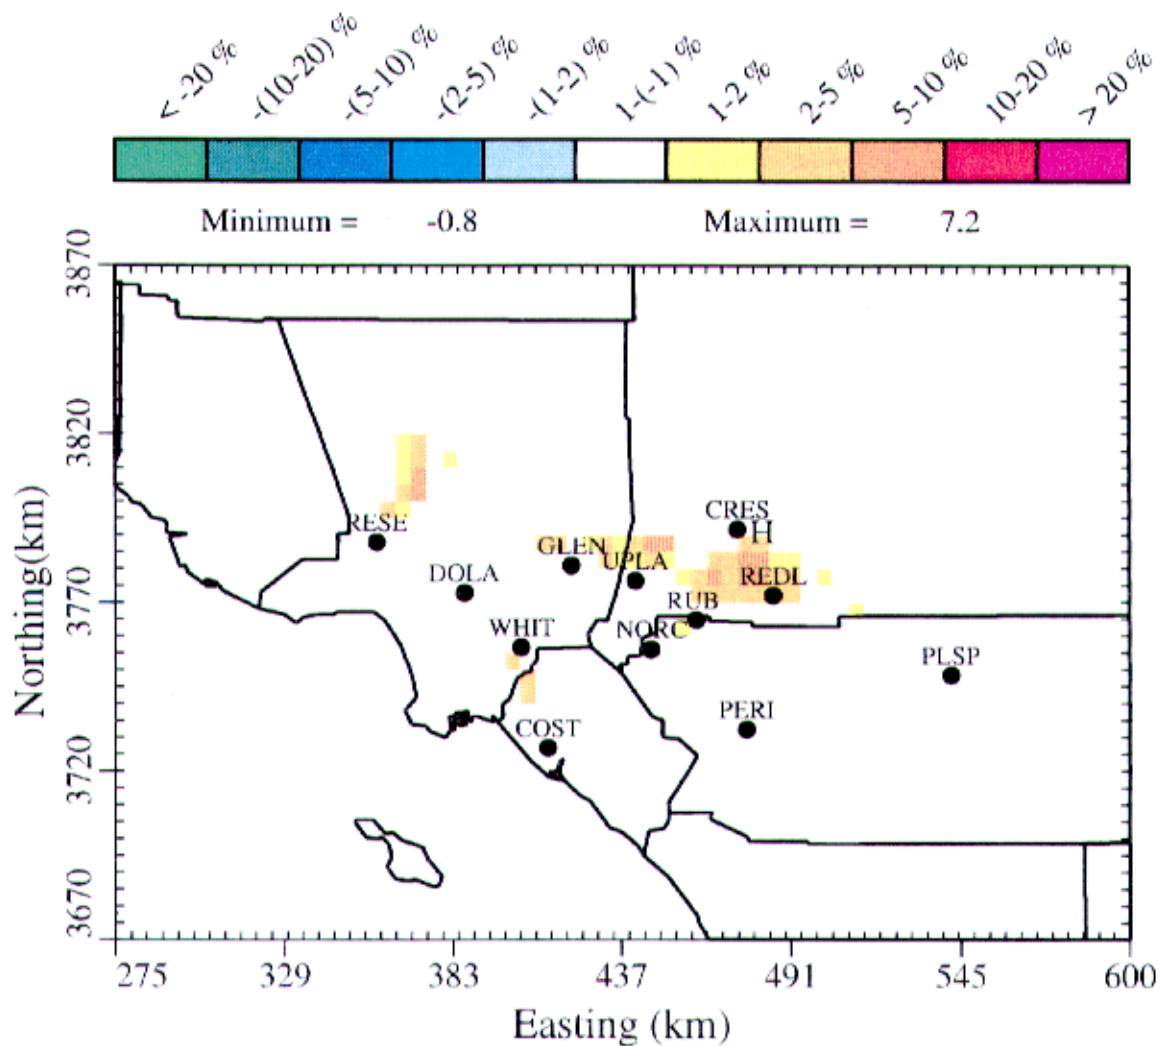 < -20 % -(10-20) % -(5-10) % -(2-5) % -(1-2) % 1-(-1) % 1-2 % 2-5 % 5-10 % 10-20 % > 20 %
Minimum = -0.8 Maximum = 7.2
3870
3820
3770
3720
3670
Northing(km)
CRES
H
RESE
GLEN
UPLA
DOLA
REDL
RUB
WHIT
NORC
PLSP
PERI
COST
275 329 383 437 491 545 600
Easting (km)